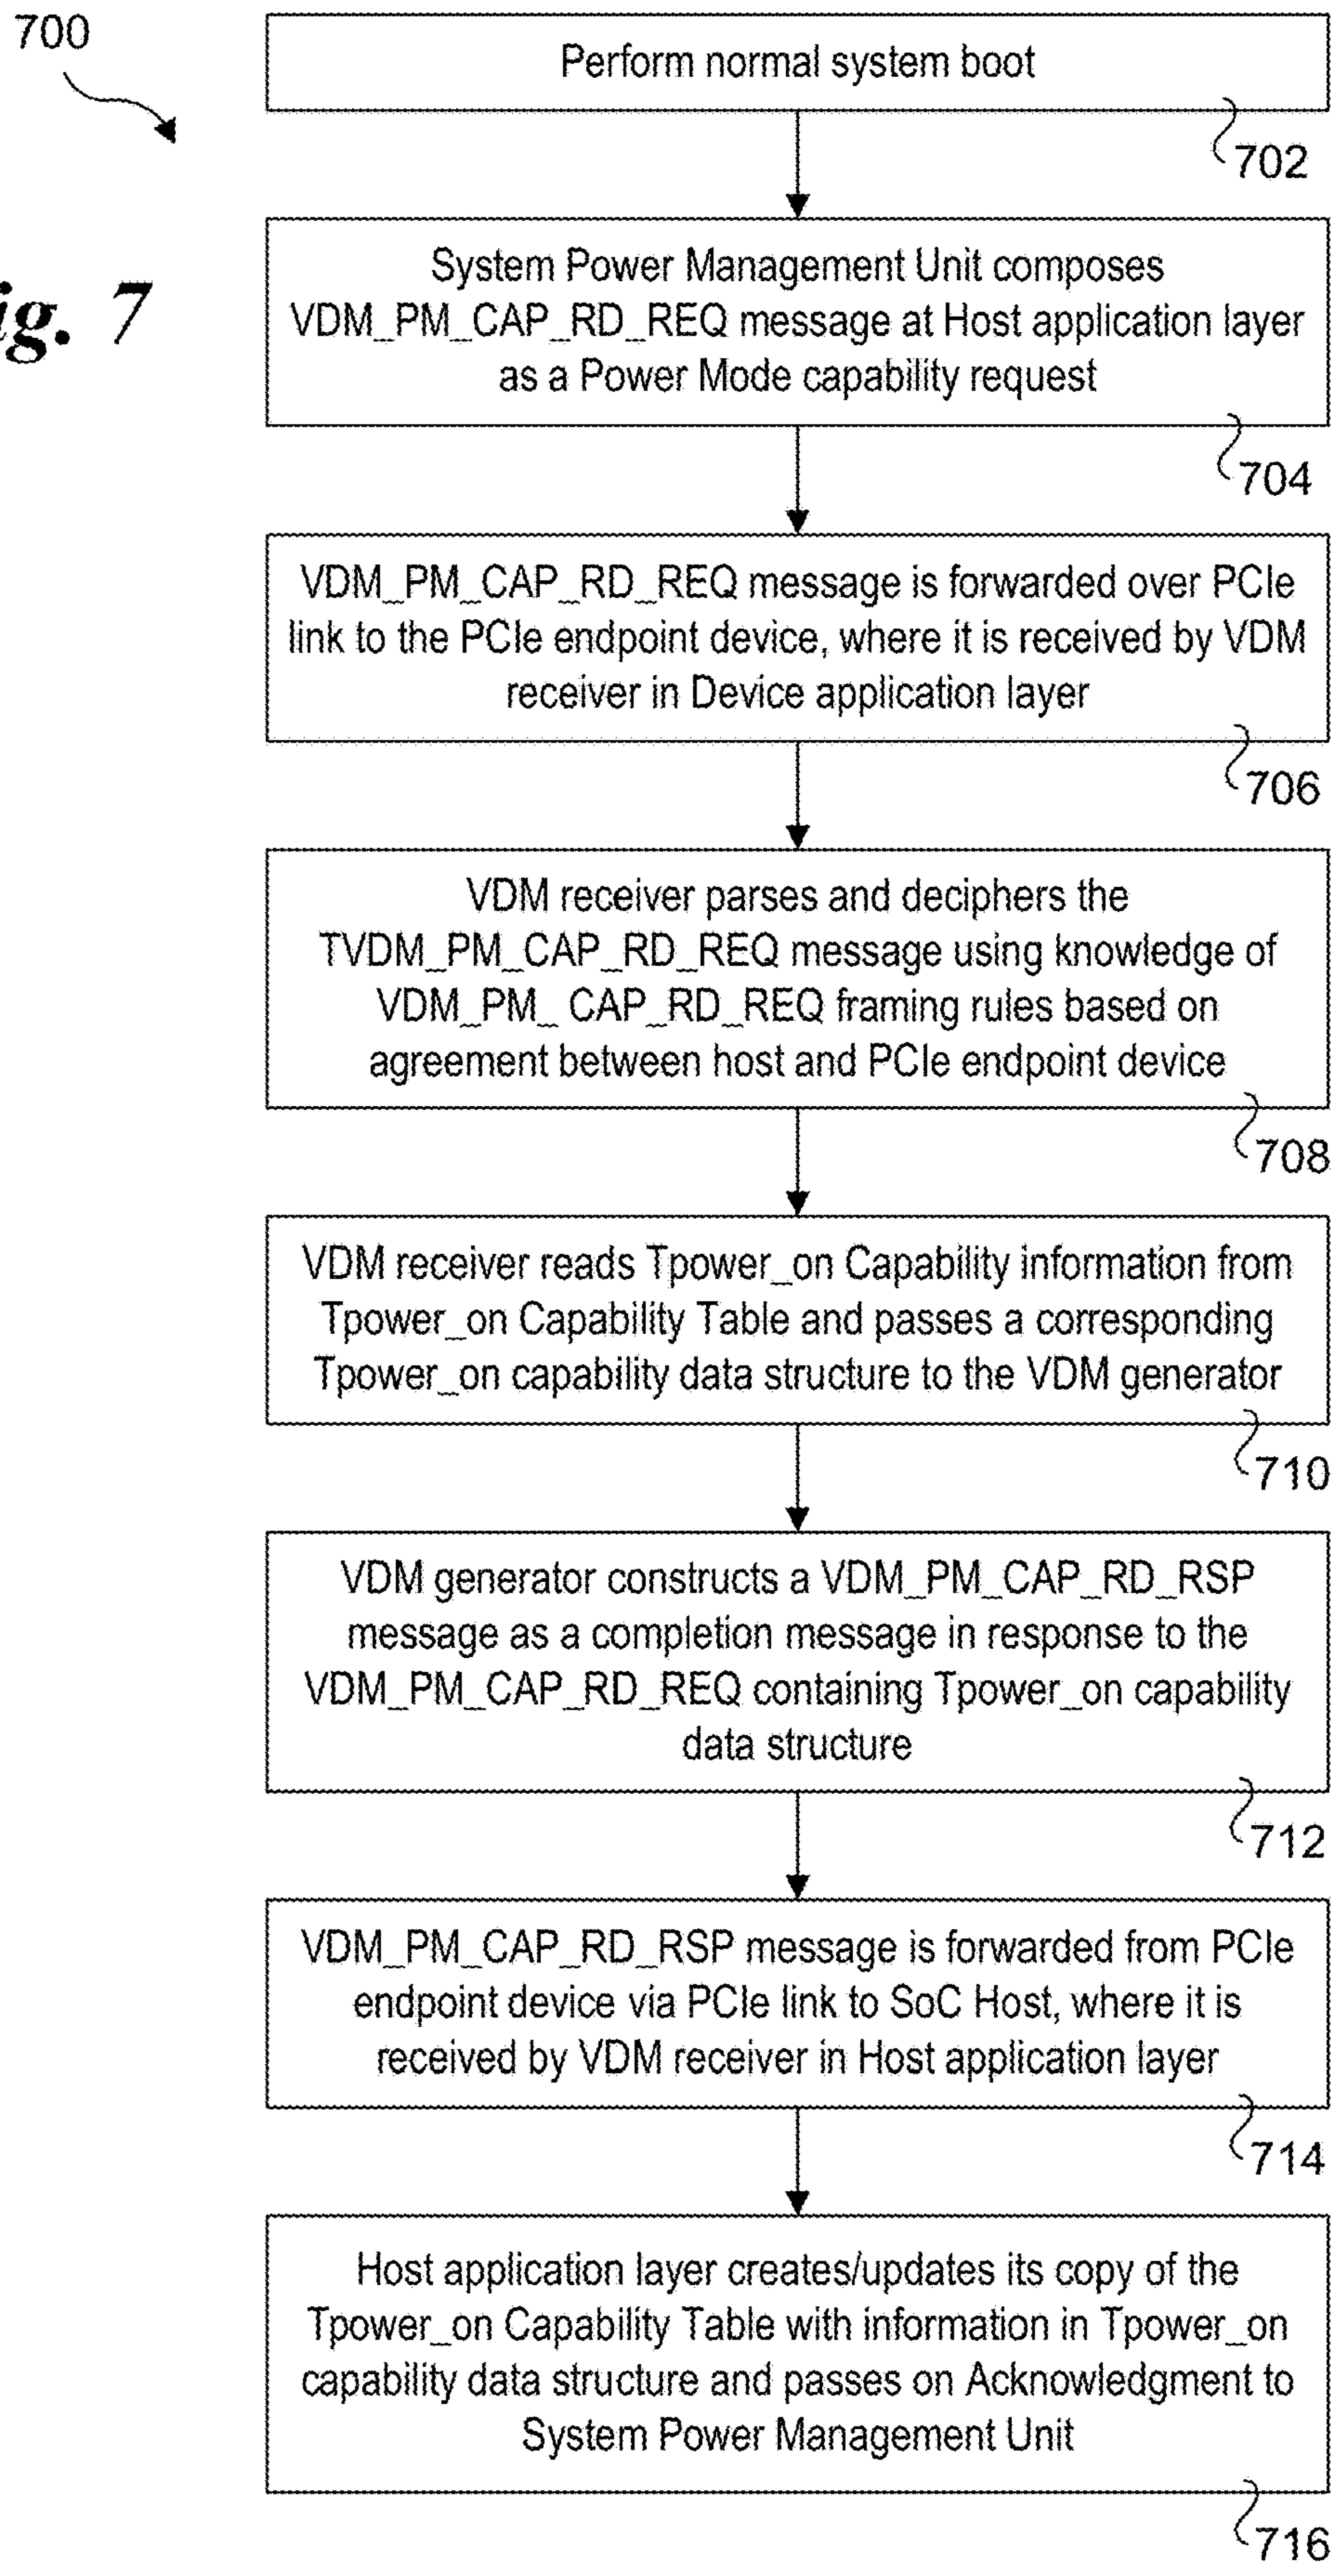 700
ig. 7
Perform normal system boot
702
System Power Management Unit composes
VDM_PM_CAP_RD_REQ message at Host application layer
as a Power Mode capability request
704
VDM_PM_CAP_RD_REQ message is forwarded over PCIe
link to the PCIe endpoint device, where it is received by VDM
receiver in Device application layer
706
VDM receiver parses and deciphers the
TVDM_PM_CAP_RD_REQ message using knowledge of
VDM_PM_ CAP_RD_REQ framing rules based on
agreement between host and PCIe endpoint device
708
VDM receiver reads Tpower_on Capability information from
Tpower_on Capability Table and passes a corresponding
Tpower_on capability data structure to the VDM generator
710
VDM generator constructs a VDM_PM_CAP_RD_RSP
message as a completion message in response to the
VDM_PM_CAP_RD_REQ containing Tpower_on capability
data structure
712
VDM_PM_CAP_RD_RSP message is forwarded from PCIe
endpoint device via PCIe link to SoC Host, where it is
received by VDM receiver in Host application layer
714
Host application layer creates/updates its copy of the
Tpower_on Capability Table with information in Tpower_on
capability data structure and passes on Acknowledgment to
System Power Management Unit
716